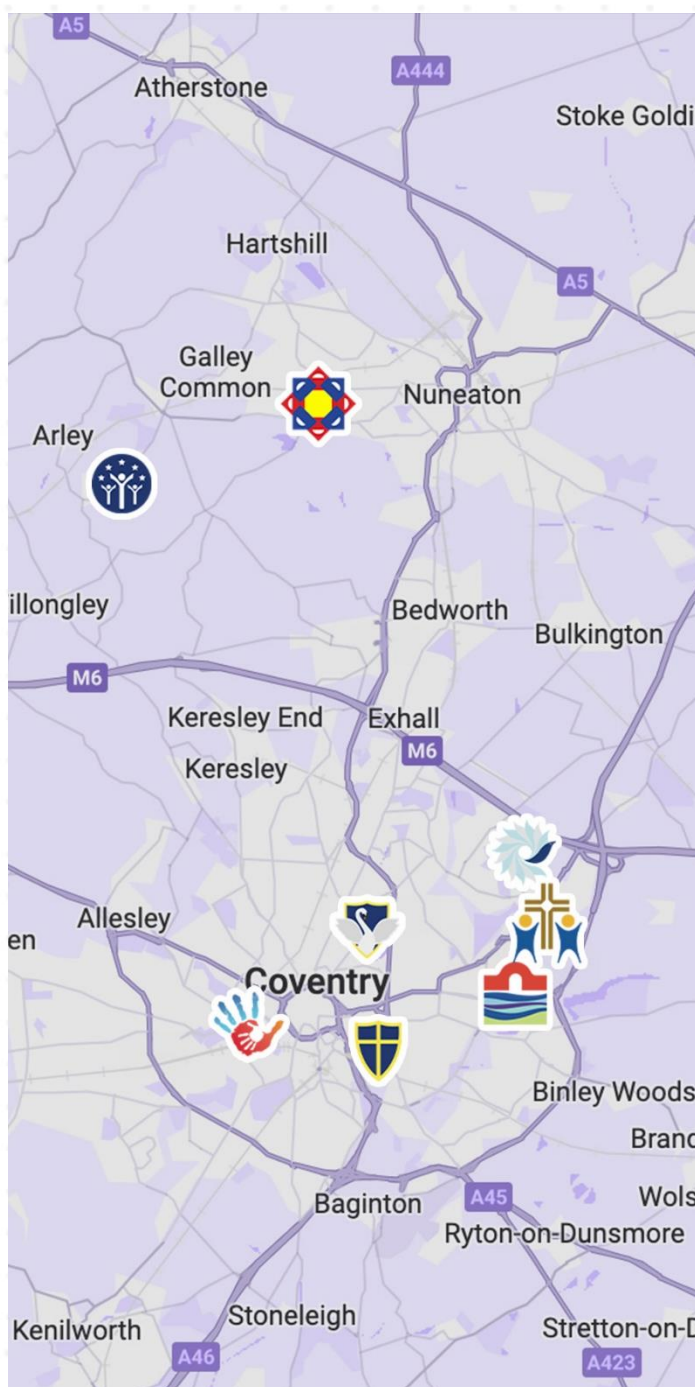 A5
Atherstone
A444
Stoke Goldi
Hartshill
A5
Galley
Common
Nuneaton
Arley
illongley
Bedworth
Bulkington
M6
Keresley End
Exhall
M6
Keresley
Allesley
en
Coventry
Binley Woods
Branc
Baginton
A45
Wols
Ryton-on-Dunsmore
Stoneleigh
Kenilworth
Stretton-on-D
A46
A423